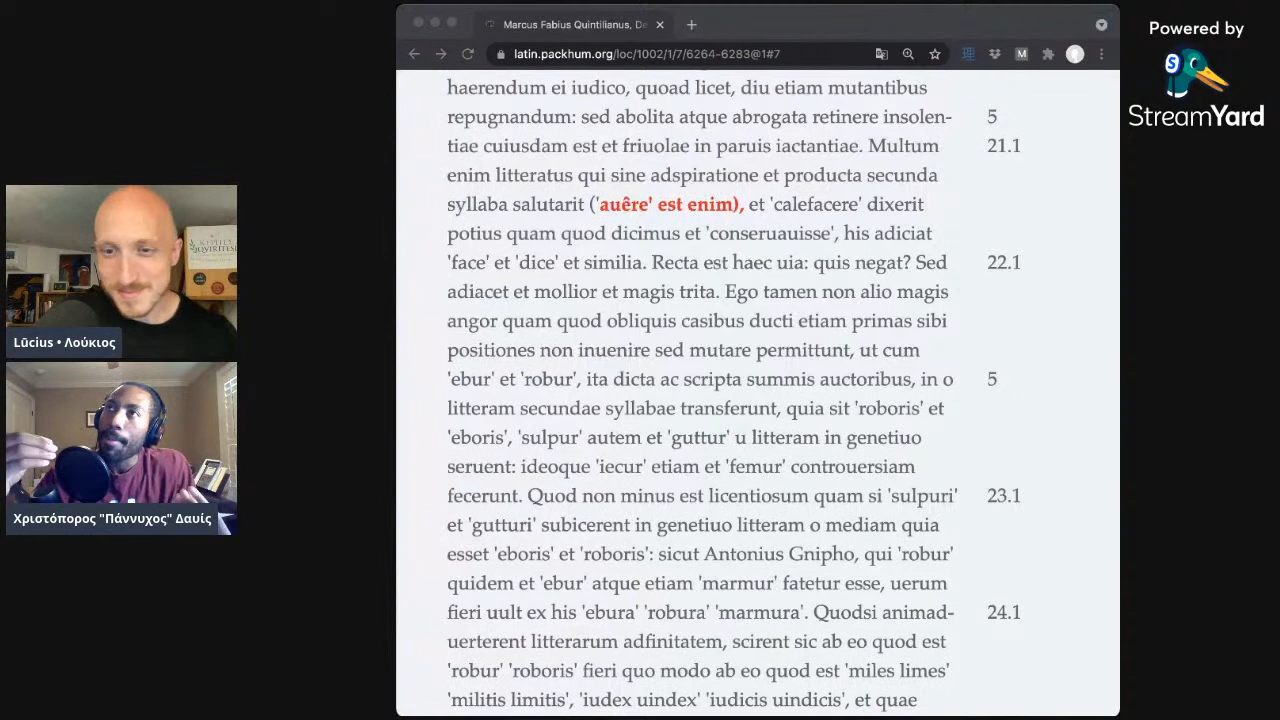 Marcus Fabius Quintilianus, De
latin.packhum.org/loc/1002/1/7/6264-6283@1#7
Powered by
StreamYard
haerendum ei iudico, quoad licet, diu etiam mutantibus
repugnandum: sed abolita atque abrogata retinere insolen- 5
tiae cuiusdam est et friuolae in paruis iactantiae. Multum 21.1
enim litteratus qui sine adspiratione et producta secunda
syllaba salutarit ('auêre' est enim), et 'calefacere' dixerit
potius quam quod dicimus et 'conseruauisse', his adiciat
'face' et 'dice' et similia. Recta est haec uia: quis negat? Sed 22.1
adiacet et mollior et magis trita. Ego tamen non alio magis
angor quam quod obliquis casibus ducti etiam primas sibi
positiones non inuenire sed mutare permittunt, ut cum
'ebur' et 'robur', ita dicta ac scripta summis auctoribus, in o 5
litteram secundae syllabae transferunt, quia sit 'roboris' et
'eboris', 'sulpur' autem et 'guttur' u litteram in genetiuo
seruent: ideoque 'iecur' etiam et 'femur' controuersiam
fecerunt. Quod non minus est licentiosum quam si 'sulpuri' 23.1
et 'gutturi' subicerent in genetiuo litteram o mediam quia
esset 'eboris' et 'roboris': sicut Antonius Gnipho, qui 'robur'
quidem et 'ebur' atque etiam 'marmur' fatetur esse, uerum
fieri uult ex his 'ebura' 'robura' 'marmura'. Quodsi animad- 24.1
uerterent litterarum adfinitatem, scirent sic ab eo quod est
'robur' 'roboris' fieri quo modo ab eo quod est 'miles limes'
'militis limitis', 'iudex uindex' 'iudicis uindicis', et quae
Lūcius • Λούκιος
Χριστόπορος "Πάννυχος" Δαυίς